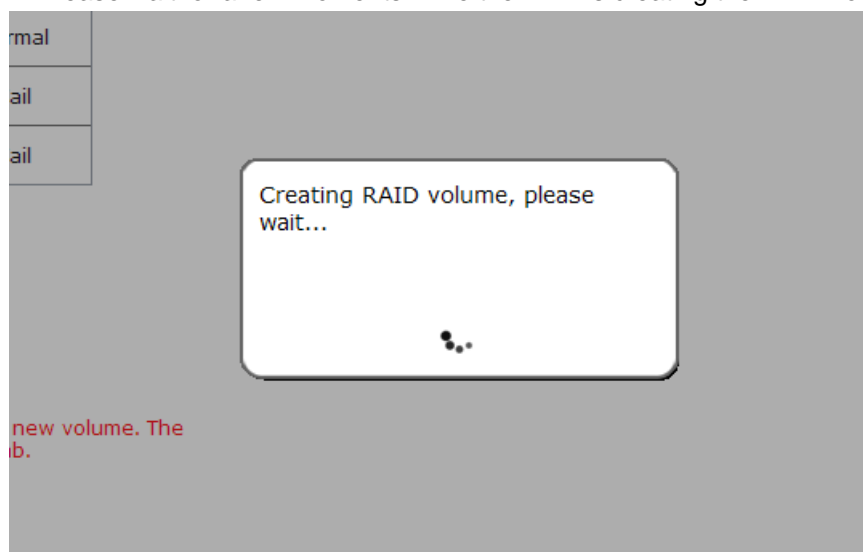 rmal
ail
ail
Creating RAID volume, please
wait...
new volume. The
b.